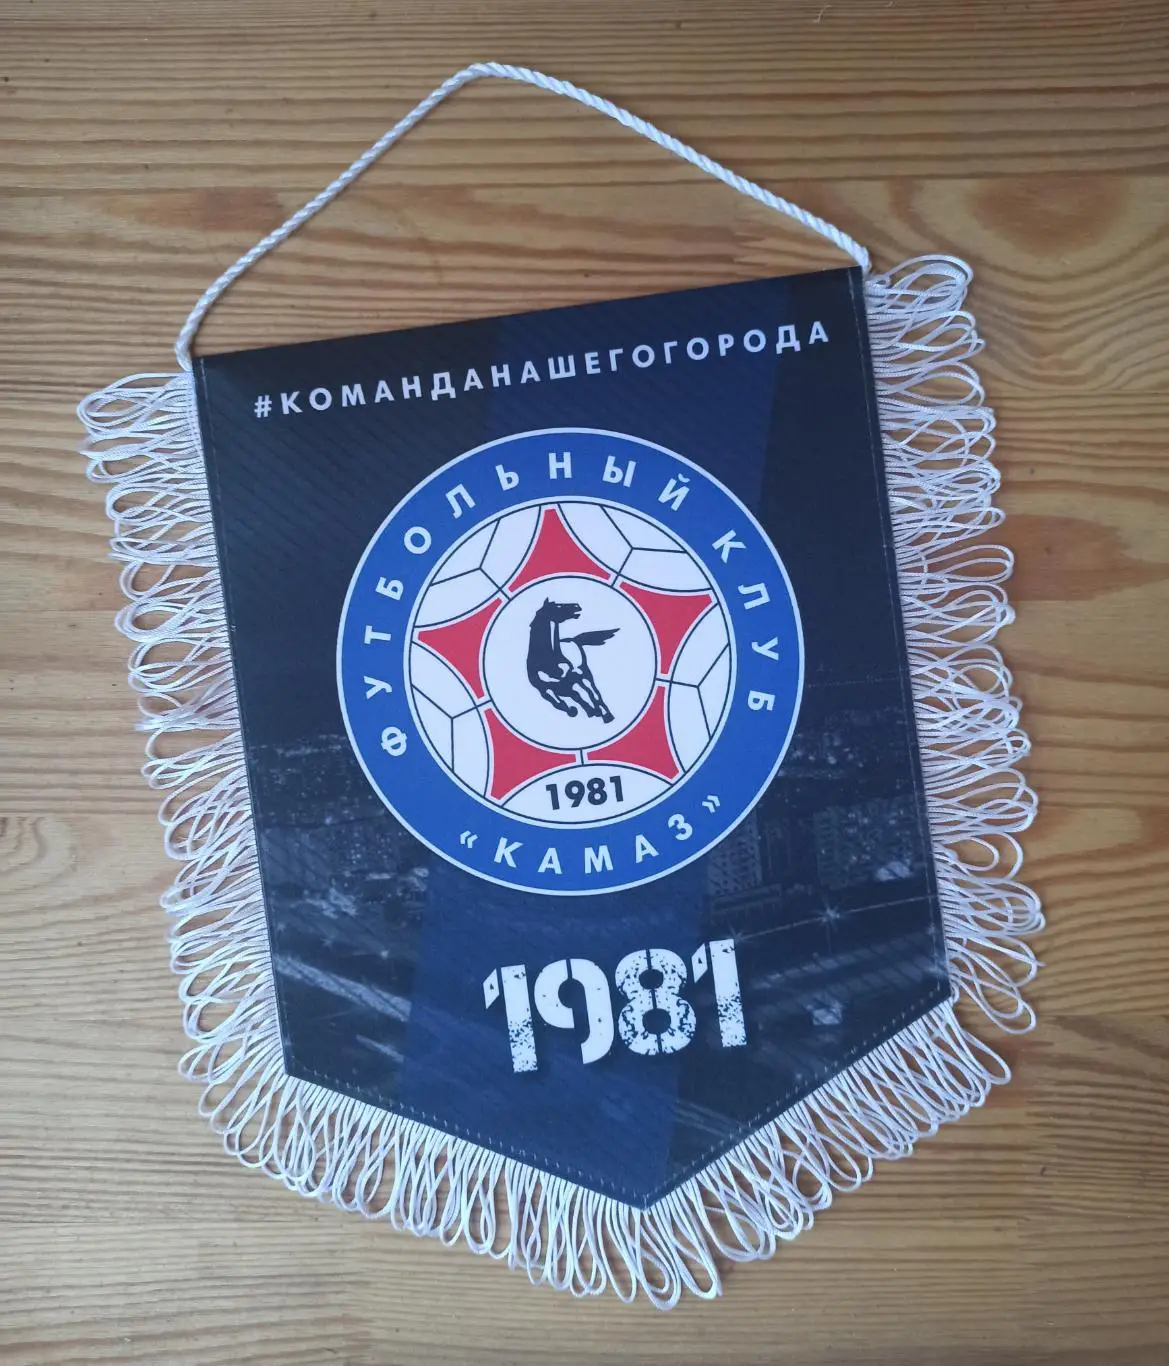 #КОМАНДАНАШЕГОГОРОДА
ФУТБОЛЬНЫЙ КЛУБ
1981
«КАМАЗ»
1981